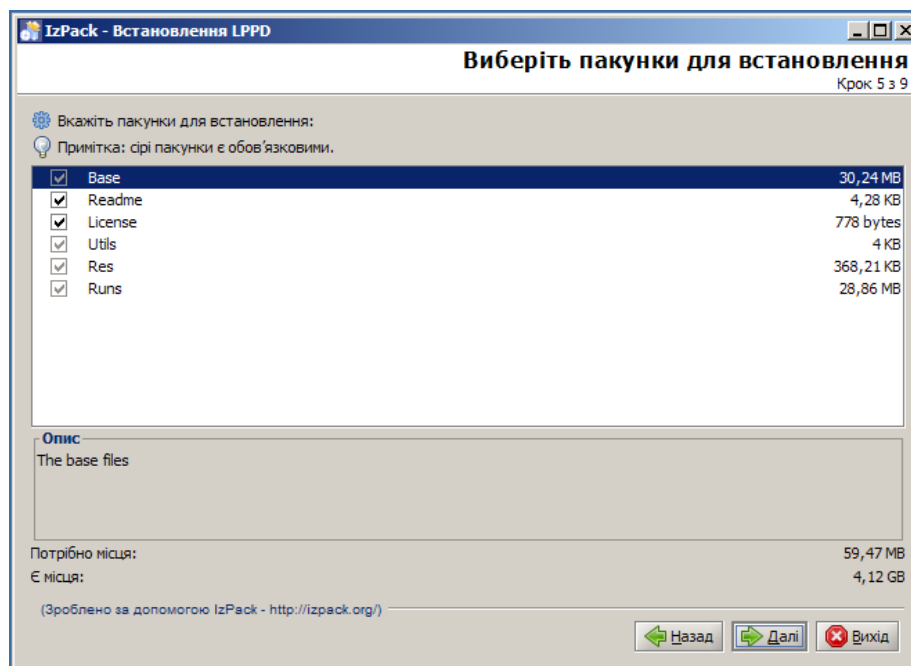 IzPack - Встановлення LPPD
Виберіть пакунки для встановлення
Крок 5 з 9
Вкажіть пакунки для встановлення:
Примітка: сірі пакунки є обов'язковими.
Base 30,24 MB
Readme 4,28 KB
License 778 bytes
Utils 4 KB
Res 368,21 KB
Runs 28,86 MB
Опис
The base files
Потрібно місця: 59,47 MB
Є місця: 4,12 GB
(Зроблено за допомогою IzPack - http://izpack.org/)
Назад Далі Вихід